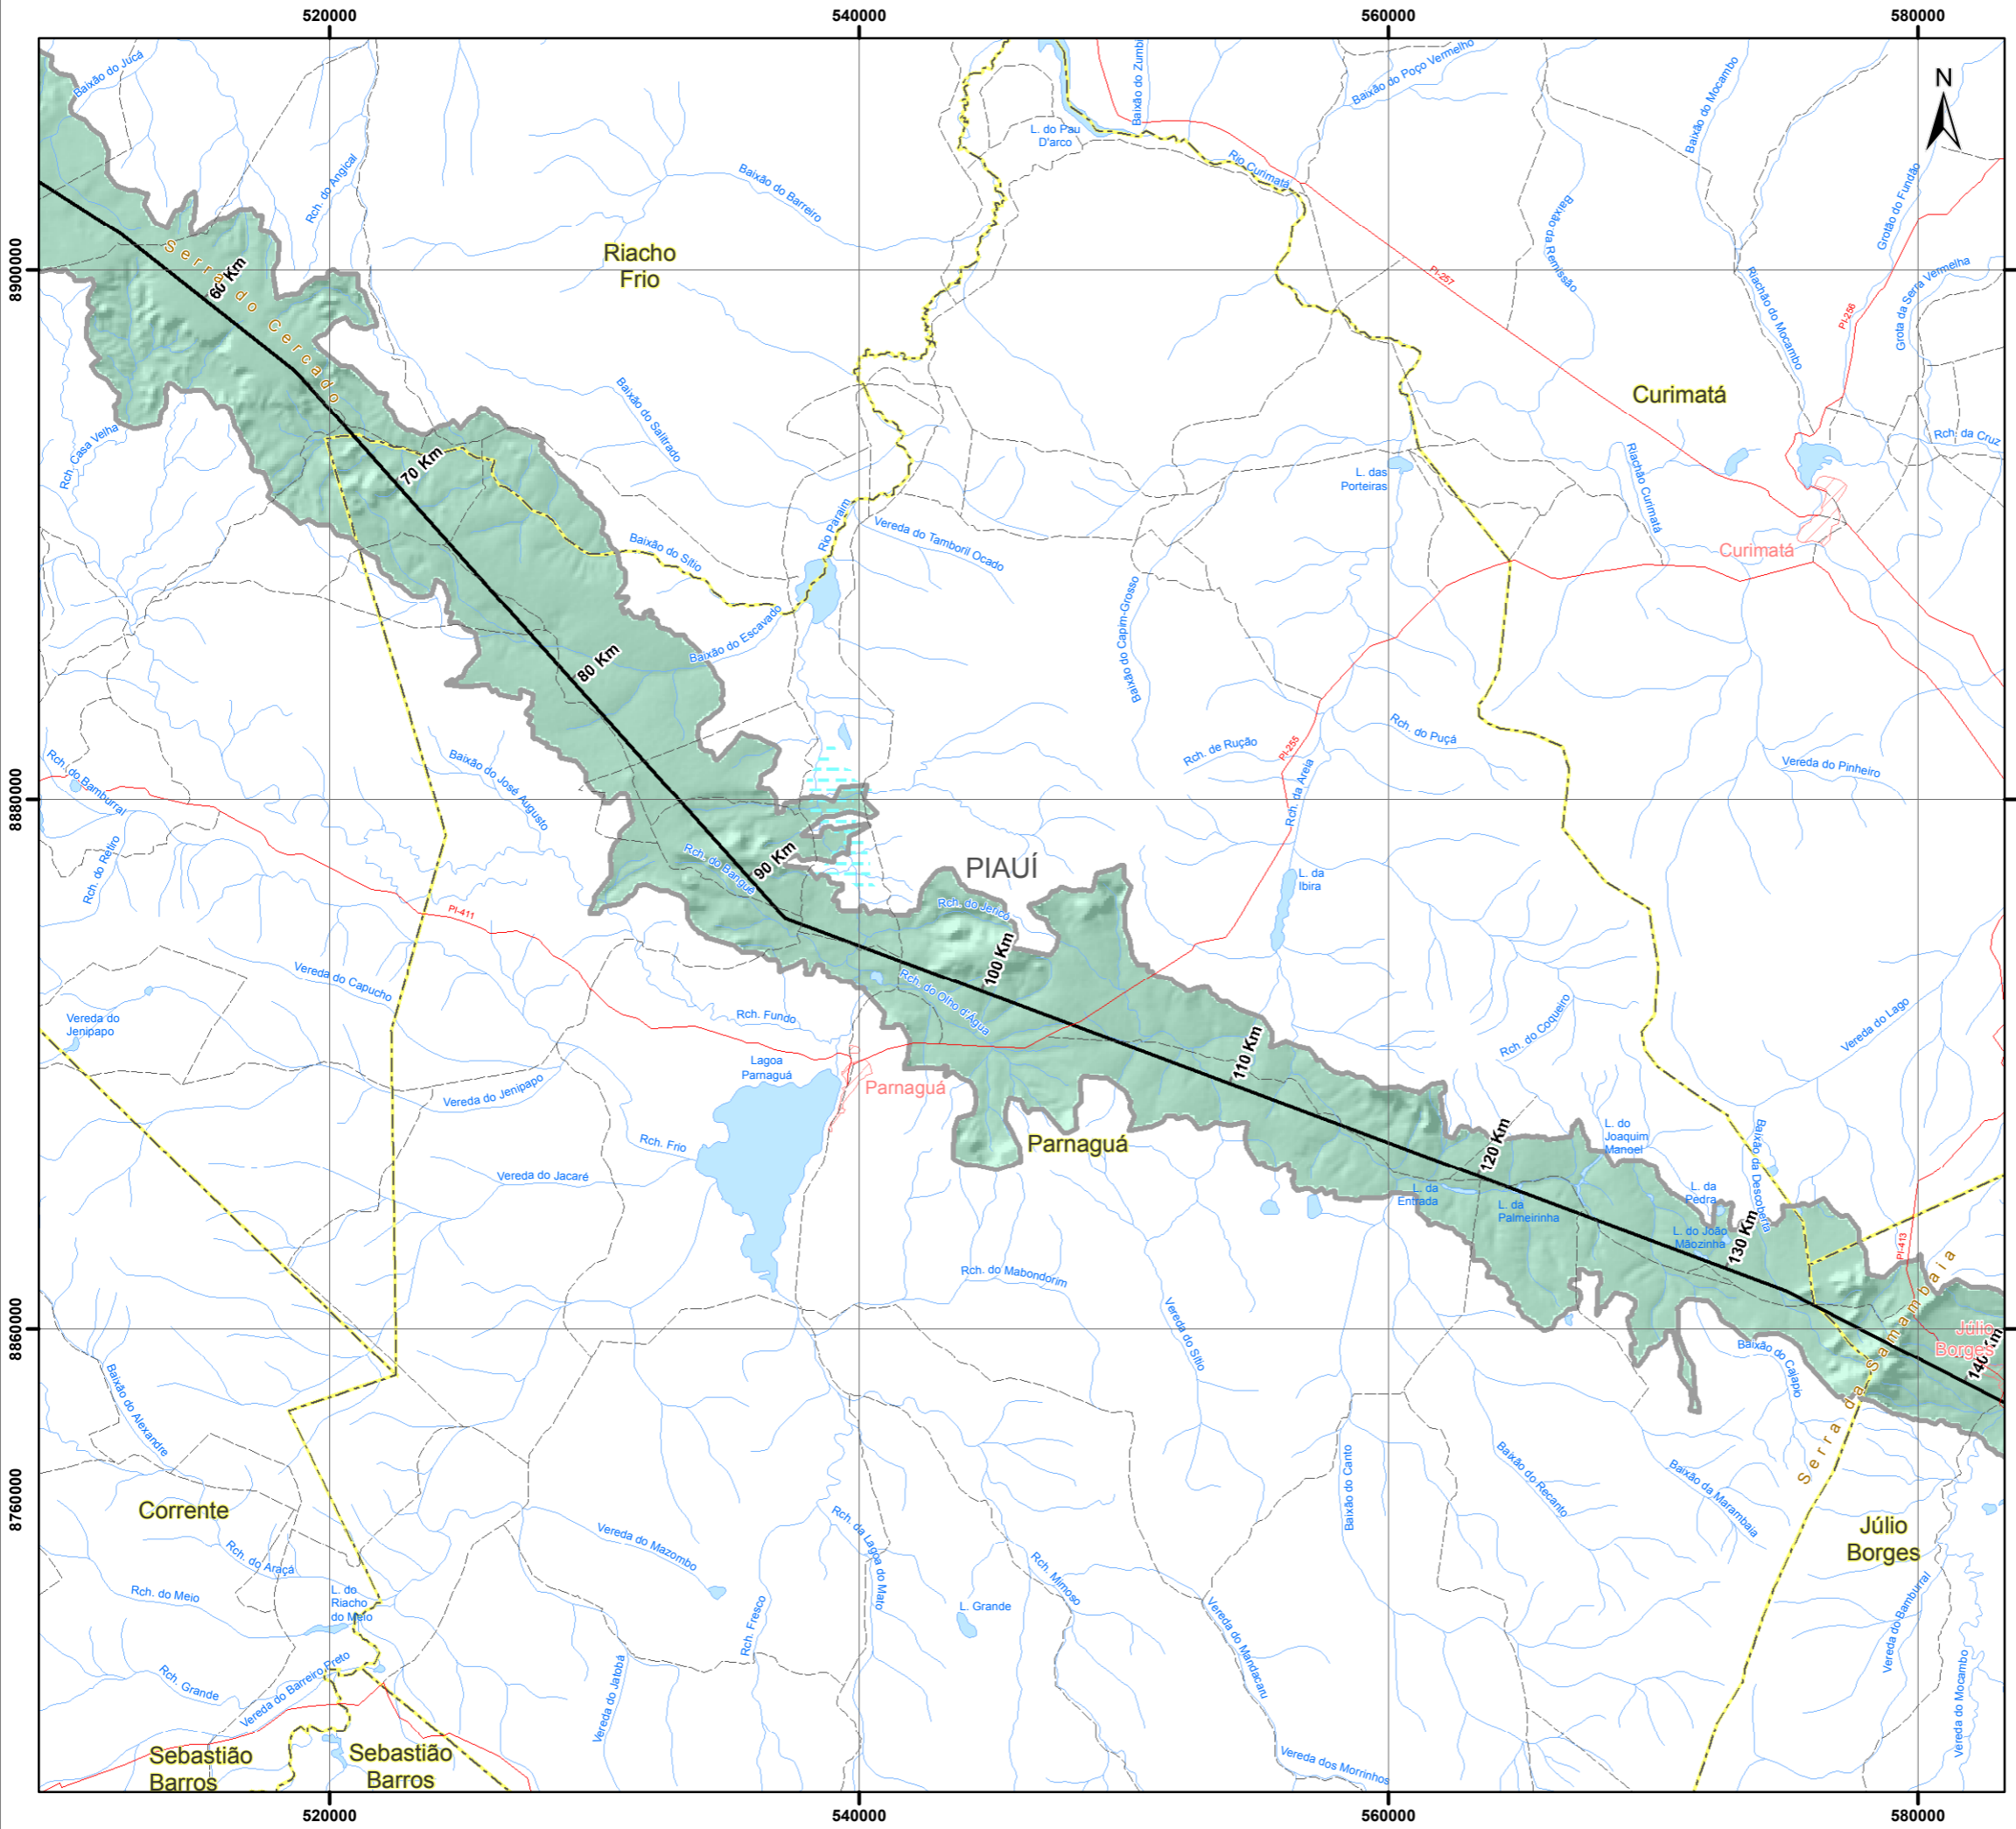 520000 540000 560000 580000
N
Baixão do Jucá
Rch. do Angical
Baixão do Barreiro
L. do Pau
D'arco
Baixão do Zumbi
Rio Curimatá
Baixão do Poço Vermelho
Baixão da Remissão
Baixão do Mocambo
Riachão do Mocambo
Grotão do Fundão
Grota da Serra Vermelha
8900000
Serra do Cercado
60 Km
Riacho
Frio
PI-257
PI-256
Curimatá
Rch. Casa Velha
Baixão do Salitrado
70 Km
Rch. da Cruz
L. das
Porteiras
Riachão Curimatá
Curimatá
Rio Paraim
Vereda do Tamboril Ocado
Baixão do Sítio
Baixão do Escavado
Baixão do Capim-Grosso
80 Km
Rch. do Bamburral
Baixão do José Augusto
Rch. de Rução
PI-255
Rch. do Puçá
Vereda do Pinheiro
8880000
Rch. do Retiro
Rch. da Areia
Rch. do Bangué
90 Km
PIAUÍ
L. da
Ibira
PI-411
Rch. do Jericó
100 Km
Vereda do Capucho
Rch. do Olho d'Água
Vereda do
Jenipapo
Rch. Fundo
Rch. do Coqueiro
Vereda do Lago
Lagoa
Parnaguá
110 Km
Parnaguá
Vereda do Jenipapo
Rch. Frio
Parnaguá
120 Km
L. do
Joaquim
Manoel
Baixão da Descoberta
Vereda do Jacaré
L. da
Entrada
L. da
Palmeirinha
L. da
Pedra
L. do João
Mãozinha
130 Km
PI-413
Rch. do Mabondorim
Serra da Samambaia
8860000
Vereda do Sítio
Baixão do Cajapio
Júlio
Borges
140 Km
Baixão do Alexandre
Baixão do Canto
Baixão do Recanto
Baixão da Marambaia
8760000
Corrente
Júlio
Borges
Rch. do Araçá
Rch. do Meio
L. do
Riacho
do Meio
Vereda do Mazombo
Rch. da Lagoa do Mato
Rch. Mimoso
L. Grande
Rch. Fresco
Vereda do Mandacaru
Vereda do Bamburral
Vereda do Mocambo
Rch. Grande
Vereda do Barreiro Preto
Vereda do Jatobá
Vereda dos Morrinhos
Sebastião
Barros
Sebastião
Barros
520000 540000 560000 580000